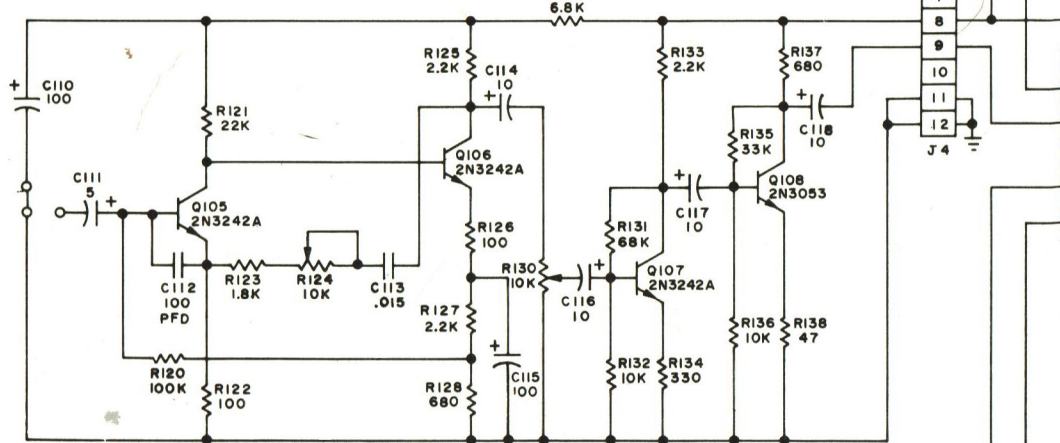 6.8K
8
9
10
11
12
J4
C110
100
R121
22K
R125
2.2K
C114
10
R133
2.2K
R137
680
C118
10
R135
33K
Q106
2N3242A
Q108
2N3053
C111
5
Q105
2N3242A
C117
10
R131
68K
R126
100
R130
10K
C116
10
Q107
2N3242A
C112
100
PFD
R123
1.8K
R124
10K
C113
.015
R127
2.2K
R136
10K
R138
47
R120
100K
R122
100
R128
680
C115
100
R132
10K
R134
330